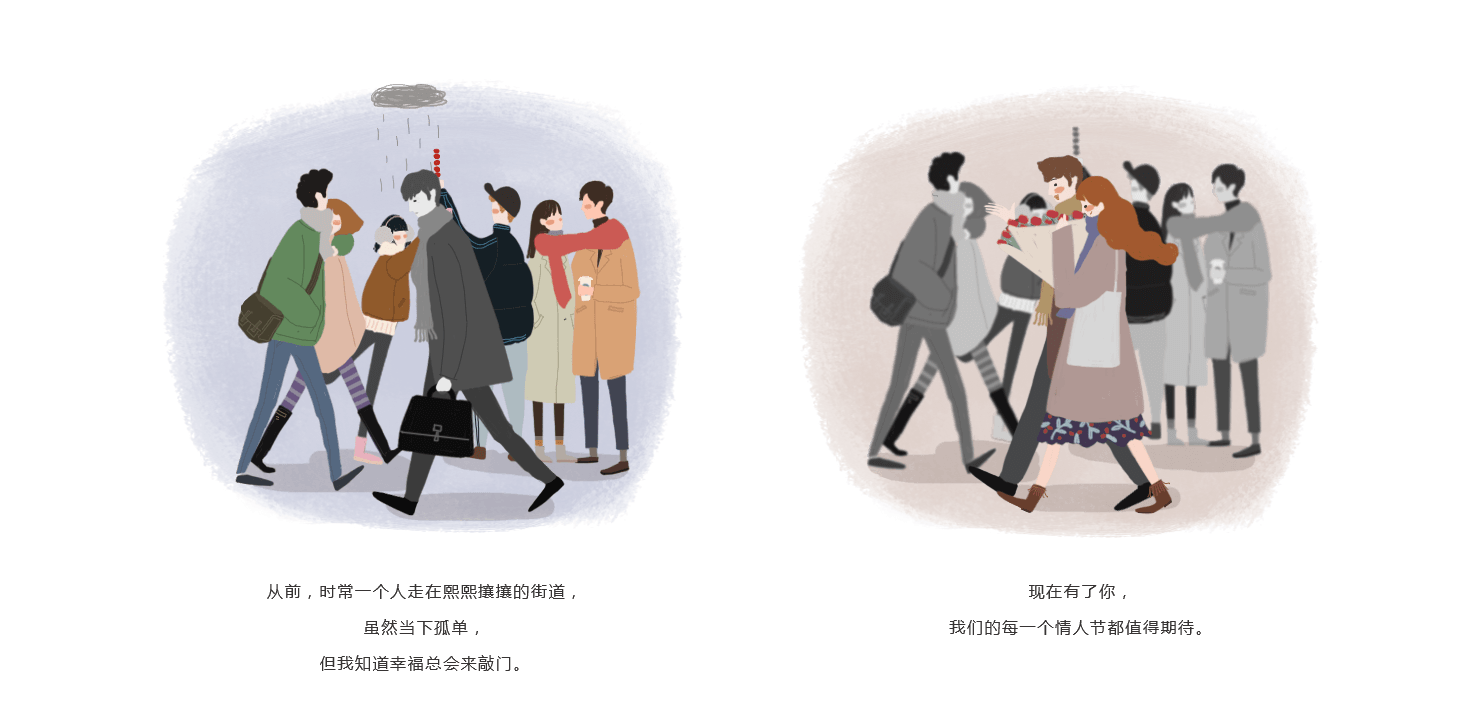 从前，时常一个人走在熙熙攘攘的街道，
虽然当下孤单，
但我知道幸福总会来敲门。
现在有了你，
我们的每一个情人节都值得期待。